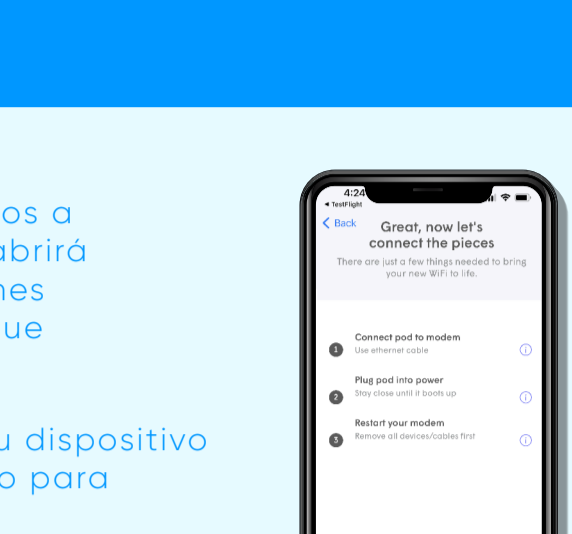 os a
abrirá
nes
ue
u dispositivo
o para
4:24
◄ TestFlight
Back
Great, now let's
connect the pieces
There are just a few things needed to bring
your new WiFi to life.
1
Connect pod to modem
Use ethernet cable
2
Plug pod into power
Stay close until it boots up
3
Restart your modem
Remove all devices/cables first